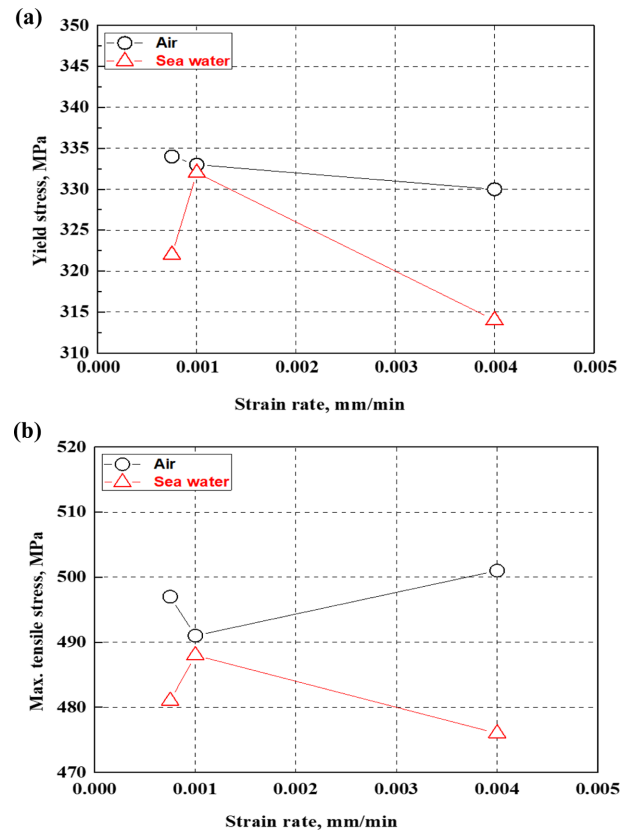 (a)
350
345
340
335
330
325
320
315
310
Air
Sea water
Yield stress, MPa
0.000
0.001
0.002
0.003
0.004
0.005
Strain rate, mm/min
(b)
520
510
500
490
480
470
Air
Sea water
Max. tensile stress, MPa
0.000
0.001
0.002
0.003
0.004
0.005
Strain rate, mm/min